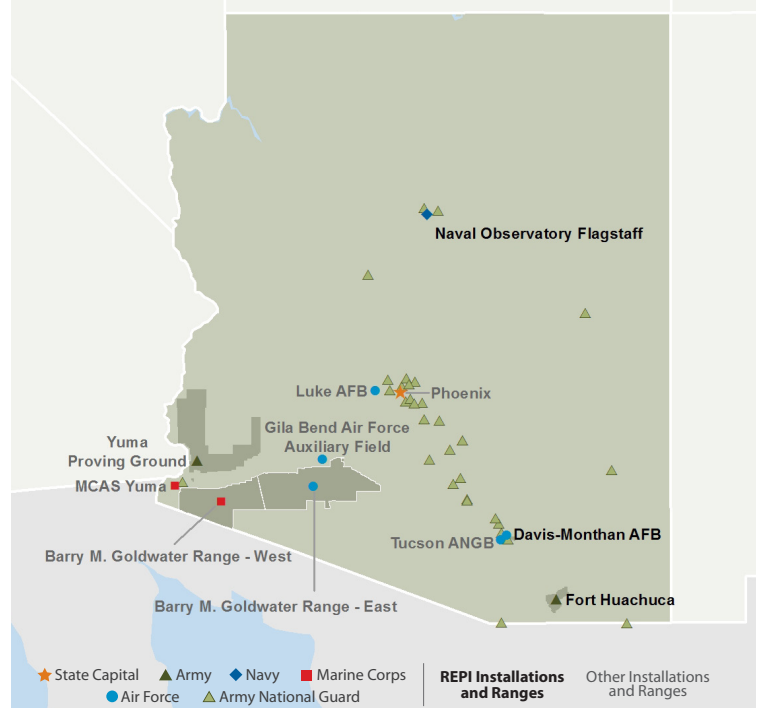 Naval Observatory Flagstaff
Luke AFB
Phoenix
Gila Bend Air Force
Auxiliary Field
Yuma
Proving Ground
MCAS Yuma
Barry M. Goldwater Range - West
Tucson ANGB
Davis-Monthan AFB
Barry M. Goldwater Range - East
Fort Huachuca
State Capital
Army
Navy
Marine Corps
Air Force
Army National Guard
REPI Installations
and Ranges
Other Installations
and Ranges